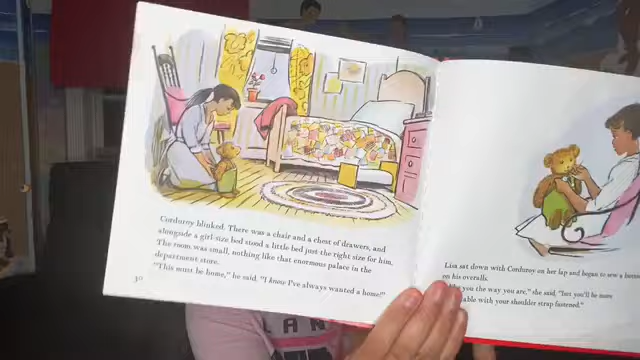 Corduroy blinked. There was a chair and a chest of drawers, and
alongside a girl-size bed stood a little bed just the right size for him.
The room was small, nothing like that enormous palace in the
department store.
"This must be home," he said. "I know I've always wanted a home!"
30
Lisa sat down with Corduroy on her lap and began to sew a button
on his overalls.
you the way you are," she said, "but you'll be more
able with your shoulder strap fastened."
LAN